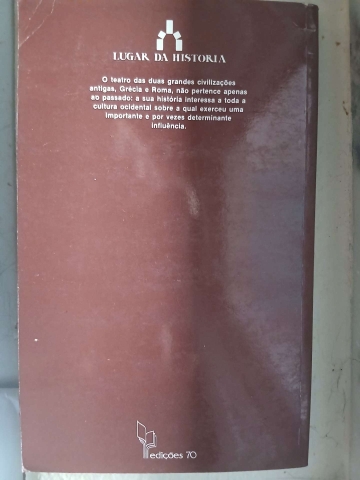 LUGAR DA HISTÓRIA
O teatro das duas grandes civilizações
antigas, Grécia e Roma, não pertence apenas
ao passado: a sua história interessa a toda a
cultura ocidental sobre a qual exerceu uma
importante e por vezes determinante
influência.
edições 70